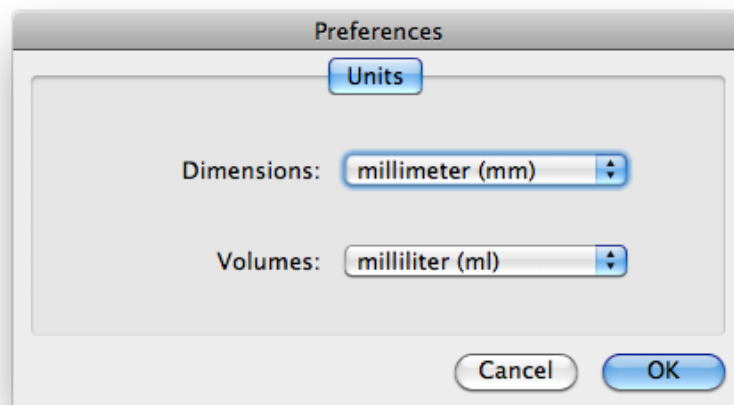 Preferences
Units
Dimensions: millimeter (mm)
Volumes: milliliter (ml)
Cancel OK